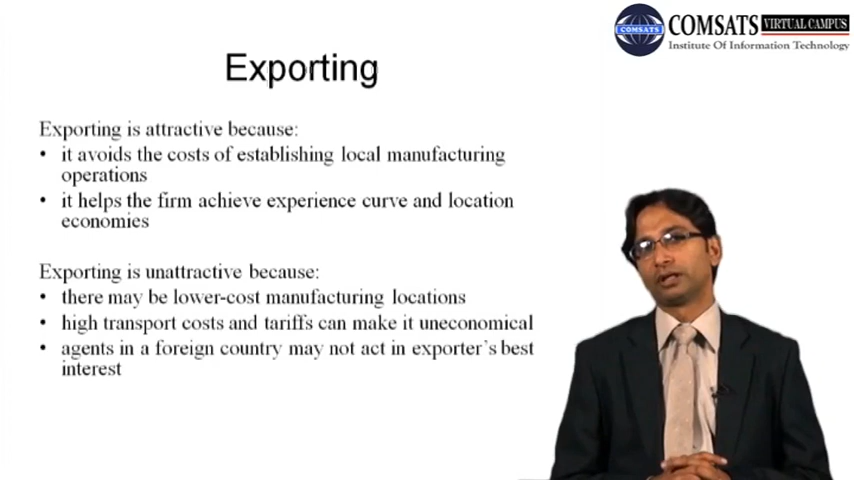 COMSATS VIRTUAL CAMPUS
COMSATS
Institute Of Information Technology
Exporting
Exporting is attractive because:
• it avoids the costs of establishing local manufacturing
operations
• it helps the firm achieve experience curve and location
economies
Exporting is unattractive because:
• there may be lower-cost manufacturing locations
• high transport costs and tariffs can make it uneconomical
• agents in a foreign country may not act in exporter's best
interest